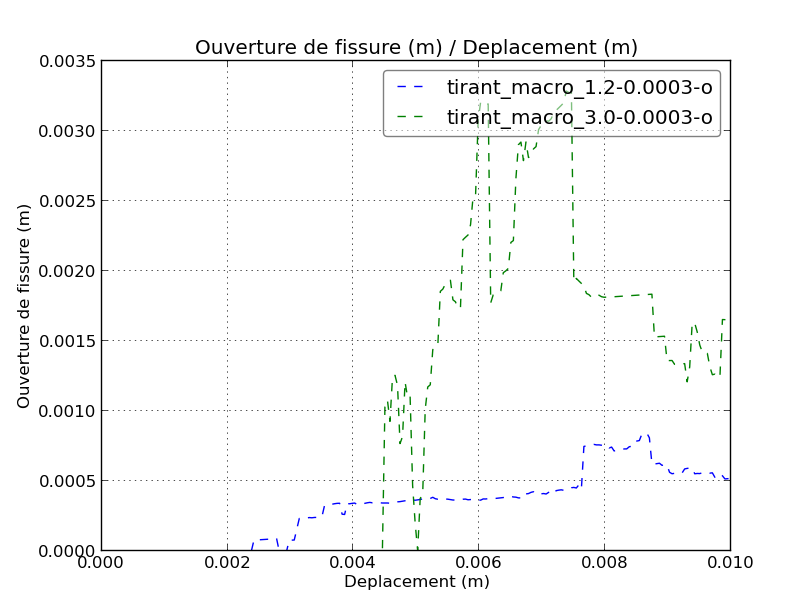 Ouverture de fissure (m) / Deplacement (m)
0.0035
tirant_macro_1.2-0.0003-o
tirant_macro_3.0-0.0003-o
0.0030
0.0025
0.0020
0.0015
0.0010
0.0005
0.0000
Ouverture de fissure (m)
0.000 0.002 0.004 0.006 0.008 0.010
Deplacement (m)